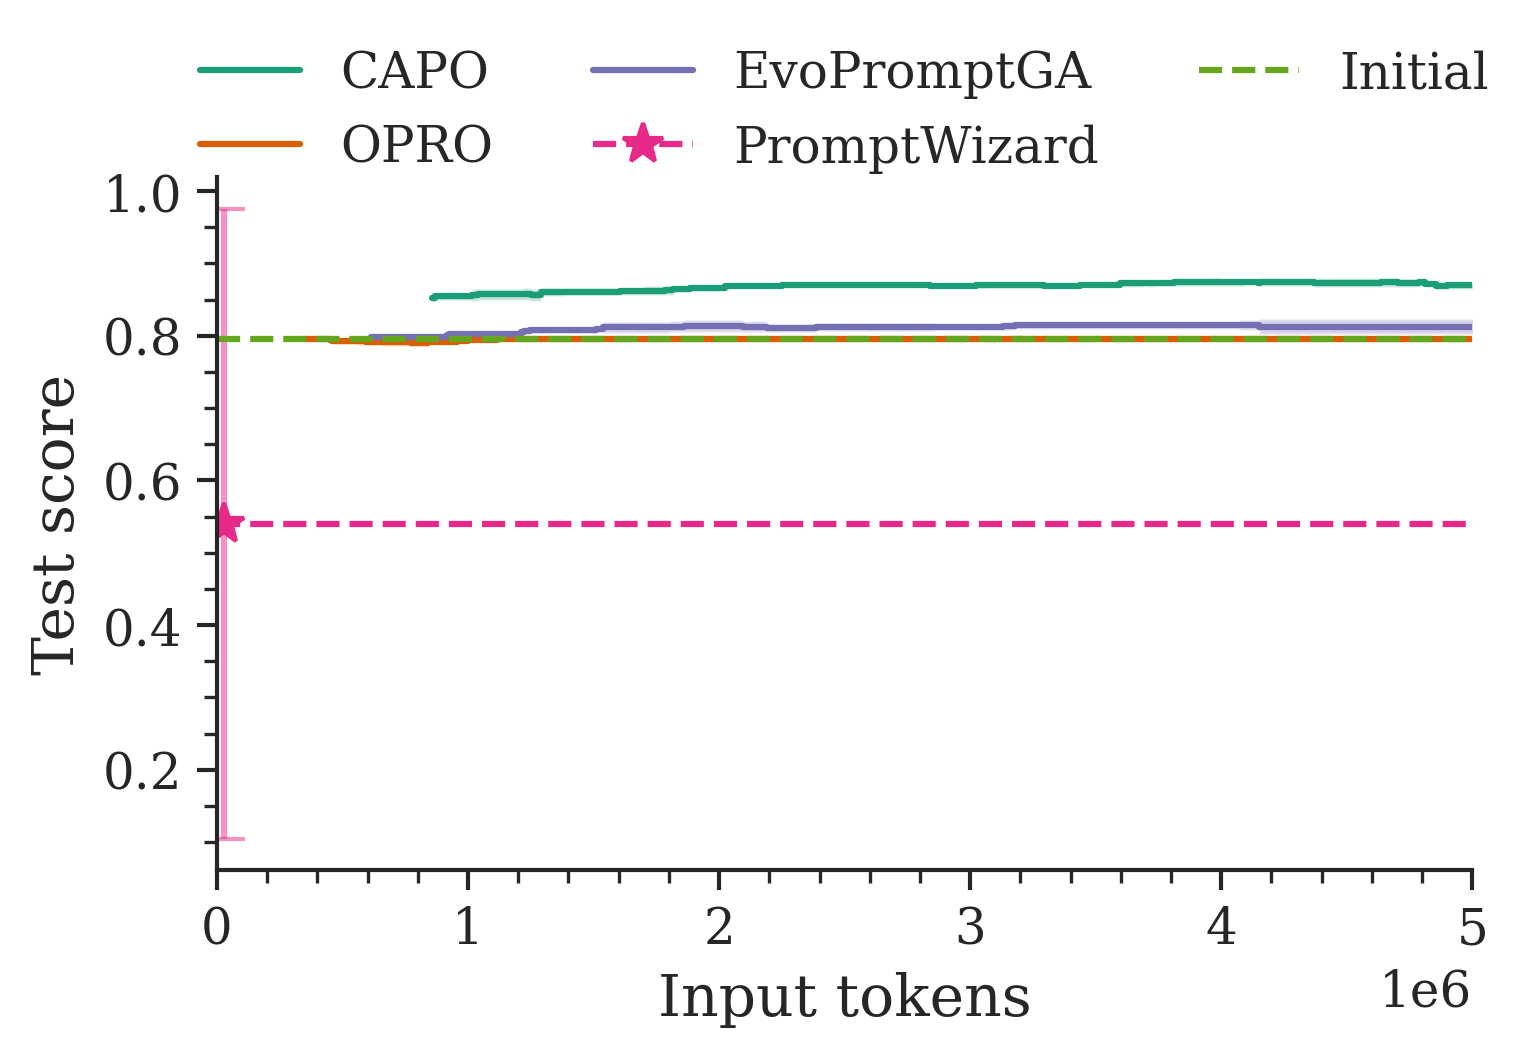 CAPO EvoPromptGA Initial
OPRO PromptWizard
1.0
0.8
0.6
0.4
0.2
Test score
0 1 2 3 4 5
1e6
Input tokens